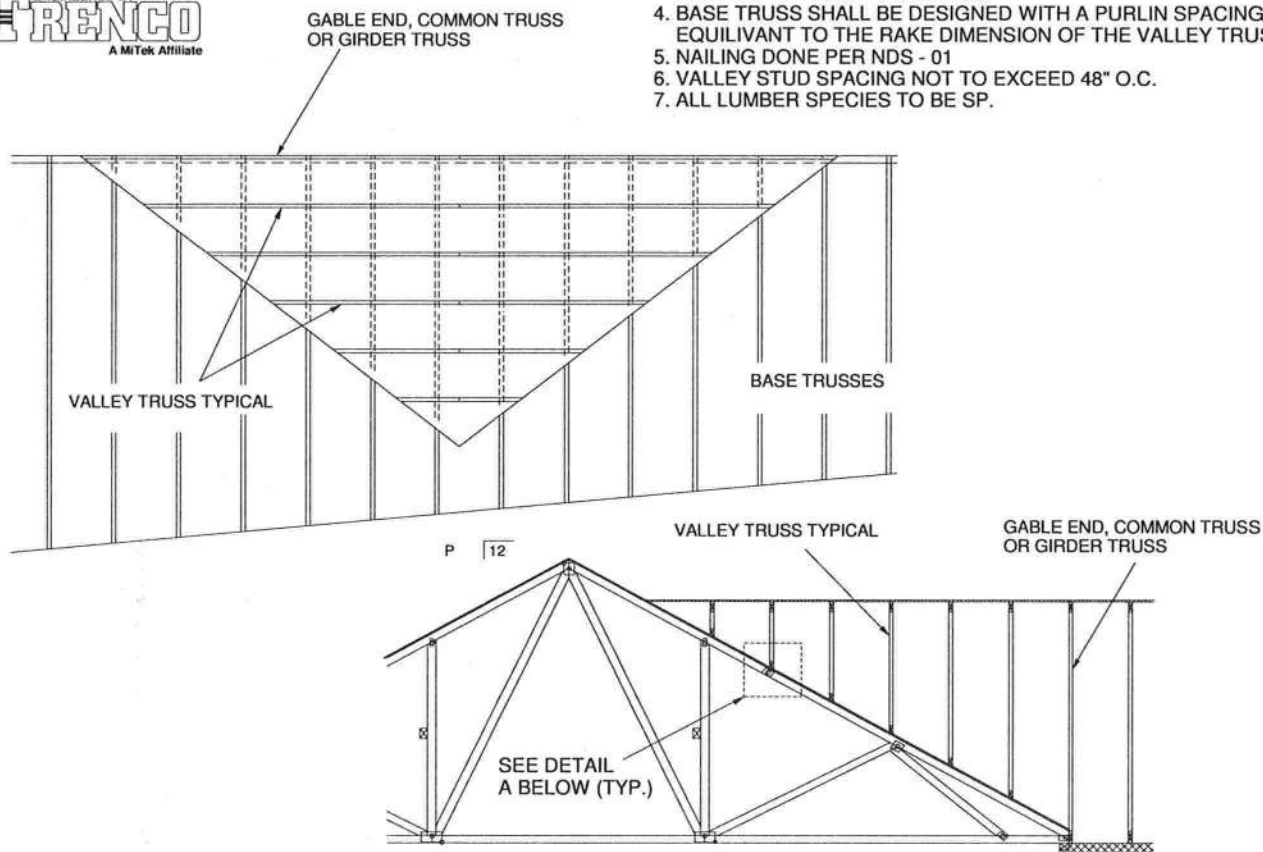 TRENCO
A MiTek Affiliate
GABLE END, COMMON TRUSS
OR GIRDER TRUSS
4. BASE TRUSS SHALL BE DESIGNED WITH A PURLIN SPACING
EQUILIVANT TO THE RAKE DIMENSION OF THE VALLEY
5. NAILING DONE PER NDS - 01
6. VALLEY STUD SPACING NOT TO EXCEED 48" O.C.
7. ALL LUMBER SPECIES TO BE SP.
VALLEY TRUSS TYPICAL
BASE TRUSSES
P 12
VALLEY TRUSS TYPICAL
GABLE END, COMMON TRUSS
OR GIRDER TRUSS
SEE DETAIL
A BELOW (TYP.)